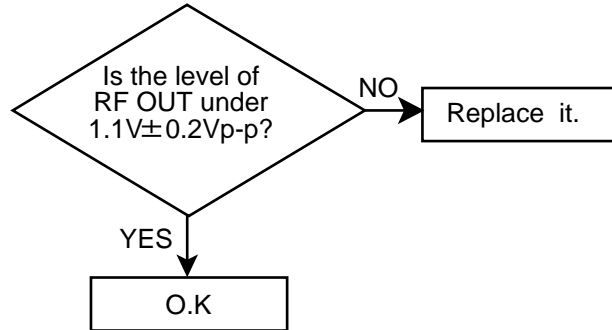 Is the level of
RF OUT under
1.1V±0.2Vp-p?
NO
Replace it.
YES
O.K